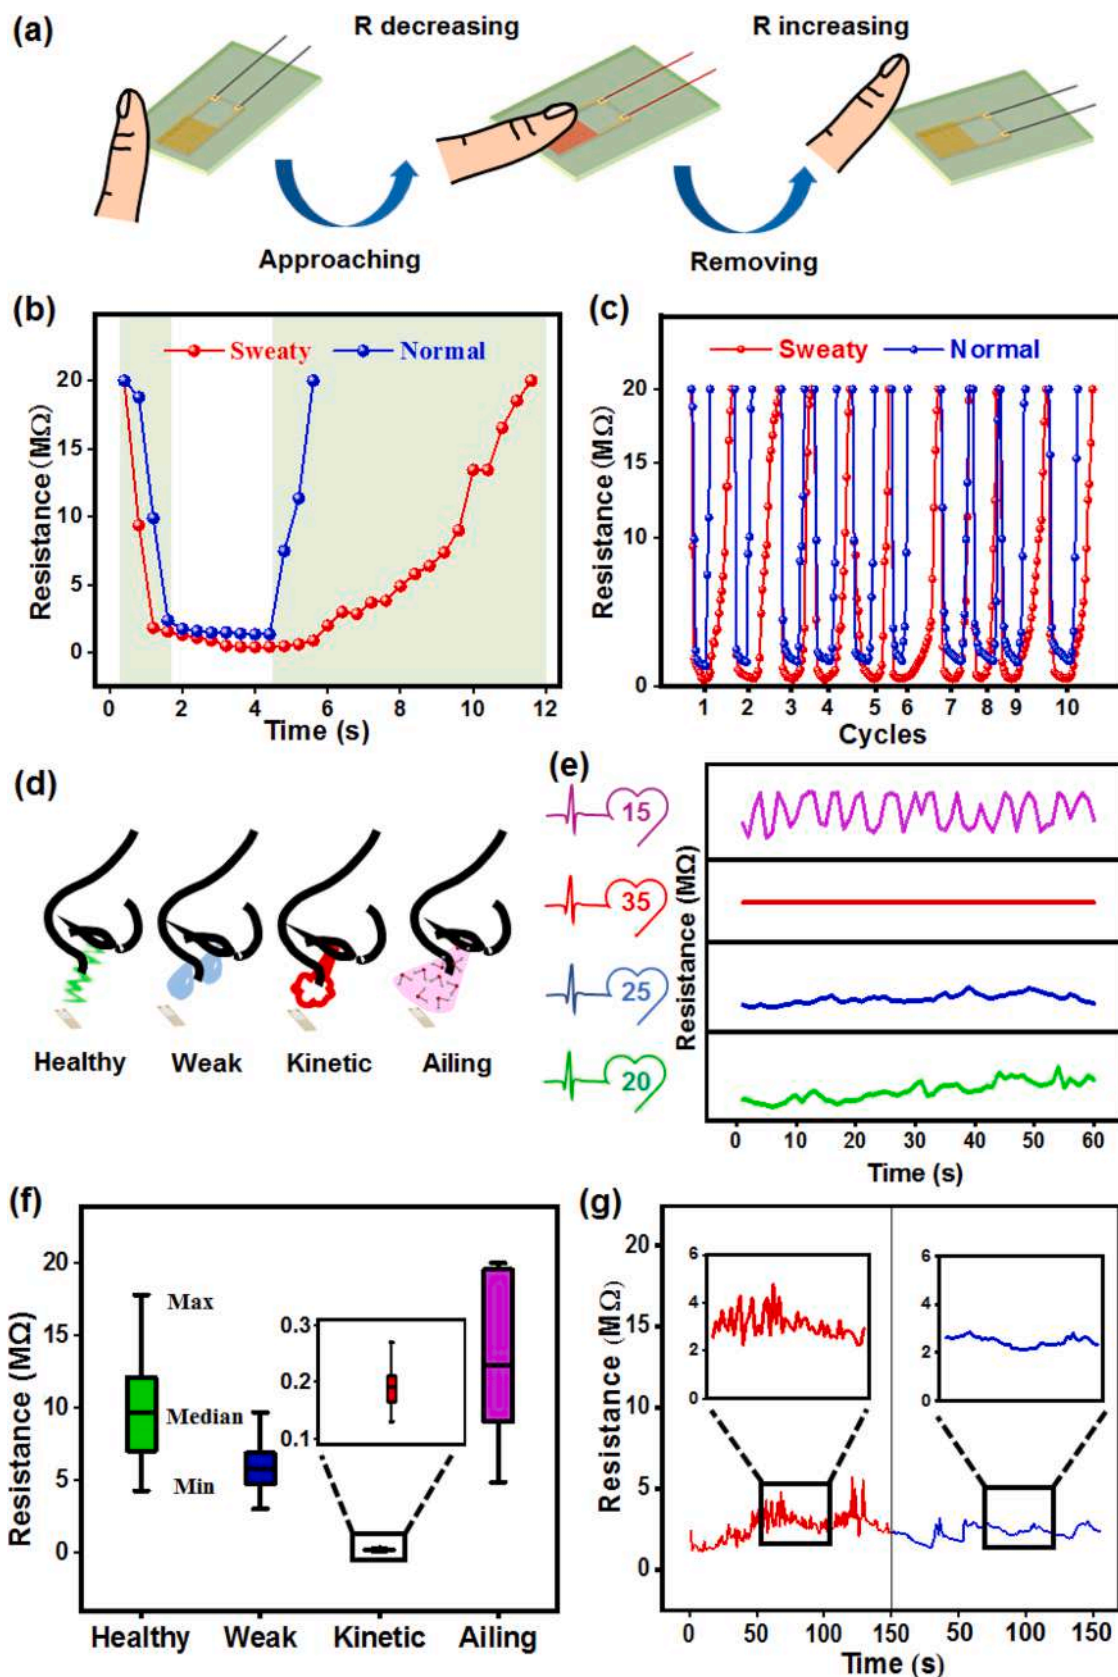 (a)
R decreasing
R increasing
Approaching
Removing
(b)
Sweaty
Normal
Resistance (MΩ)
20
15
10
5
0
0 2 4 6 8 10 12
Time (s)
(c)
Sweaty
Normal
Resistance (MΩ)
20
15
10
0
1 2 3 4 5 6 7 8 9 10
Cycles
(d)
Healthy
Weak
Kinetic
Ailing
(e)
15
35
25
20
Resistance (MΩ)
0 10 20 30 40 50 60
Time (s)
(f)
Resistance (MΩ)
20
15
10
5
0
Max
Median
Min
0.3
0.2
0.1
Healthy
Weak
Kinetic
Ailing
(g)
Resistance (MΩ)
20
15
10
5
0
6
4
2
0
6
4
2
0
0 50 100 150 50 100 150
Time (s)